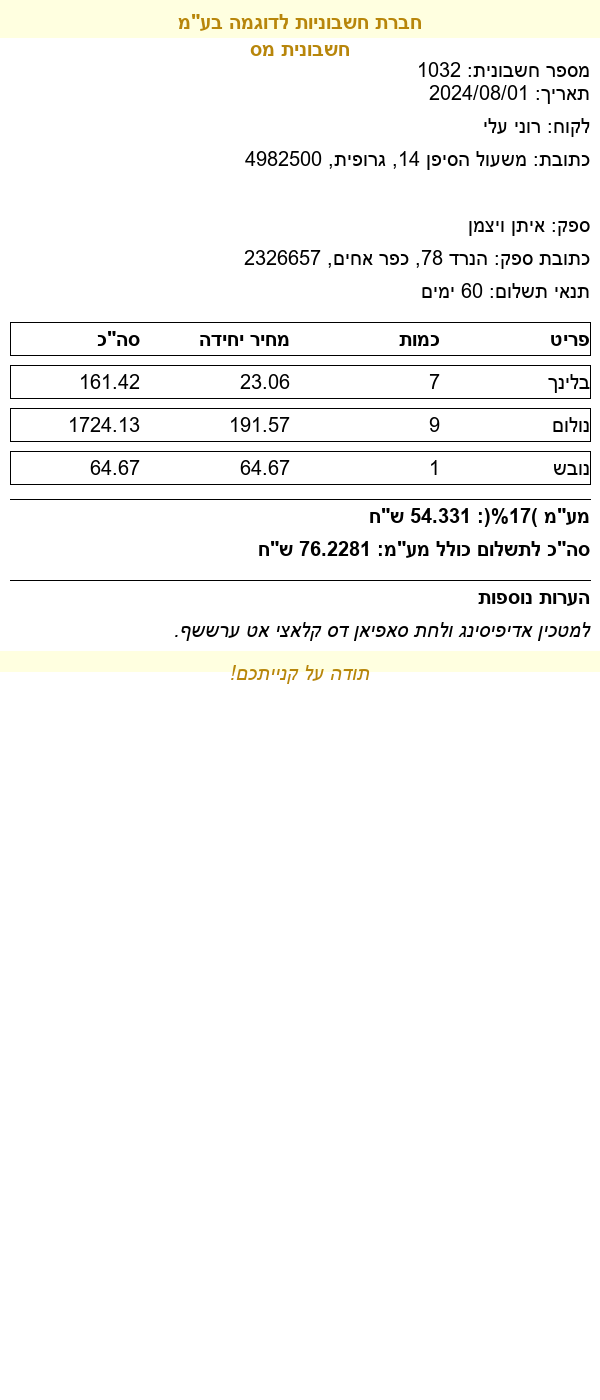 חברת חשבוניות לדוגמה בע"מ
חשבונית מס
מספר חשבונית: 1032
תאריך: 2024/08/01
לקוח: רוני עלי
כתובת: משעול הסיפן 14, גרופית, 4982500
ספק: איתן ויצמן
כתובת ספק: הנרד 78, כפר אחים, 2326657
תנאי תשלום: 60 ימים
פריט כמות מחיר יחידה סה"כ
בלינך 7 23.06 161.42
נולום 9 191.57 1724.13
נובש 1 64.67 64.67
מע"מ )17%(: 54.331 ש"ח
סה"כ לתשלום כולל מע"מ: 76.2281 ש"ח
הערות נוספות
למטכין אדיפיסינג ולחת סאפיאן דס קלאצי אט ערששף.
תודה על קנייתכם!